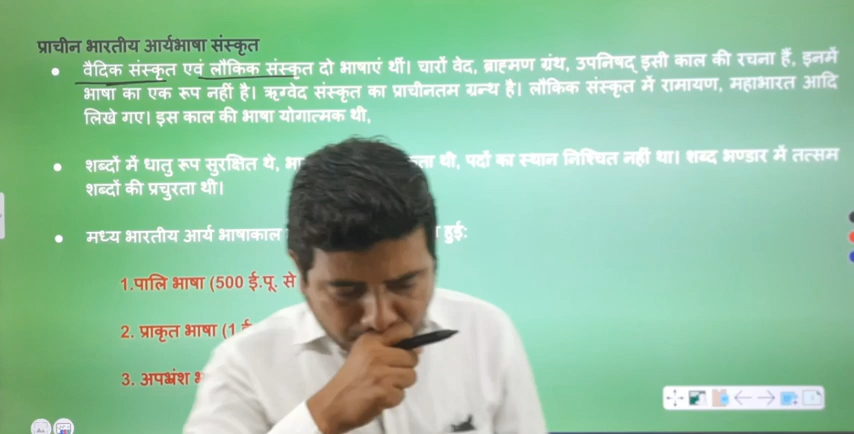 प्राचीन भारतीय आर्यभाषा संस्कृत
वैदिक संस्कृत एवं लौकिक संस्कृत दो भाषाएं थीं। चारों वेद, ब्राह्मण ग्रंथ, उपनिषद् इसी काल की रचना हैं, इनमें
भाषा का एक रूप नहीं है। ऋग्वेद संस्कृत का प्राचीनतम ग्रन्थ है। लौकिक संस्कृत में रामायण, महाभारत आदि
लिखे गए। इस काल की भाषा योगात्मक थी,
शब्दों में धातु रूप सुरक्षित थे, थी, पदों का स्थान निश्चित नहीं था। शब्द भण्डार में तत्सम
शब्दों की प्रचुरता थी।
मध्य भारतीय आर्य भाषाकाल हुई:
1.पालि भाषा (500 ई.पू. से
2. प्राकृत भाषा (1
3. अपभ्रंश